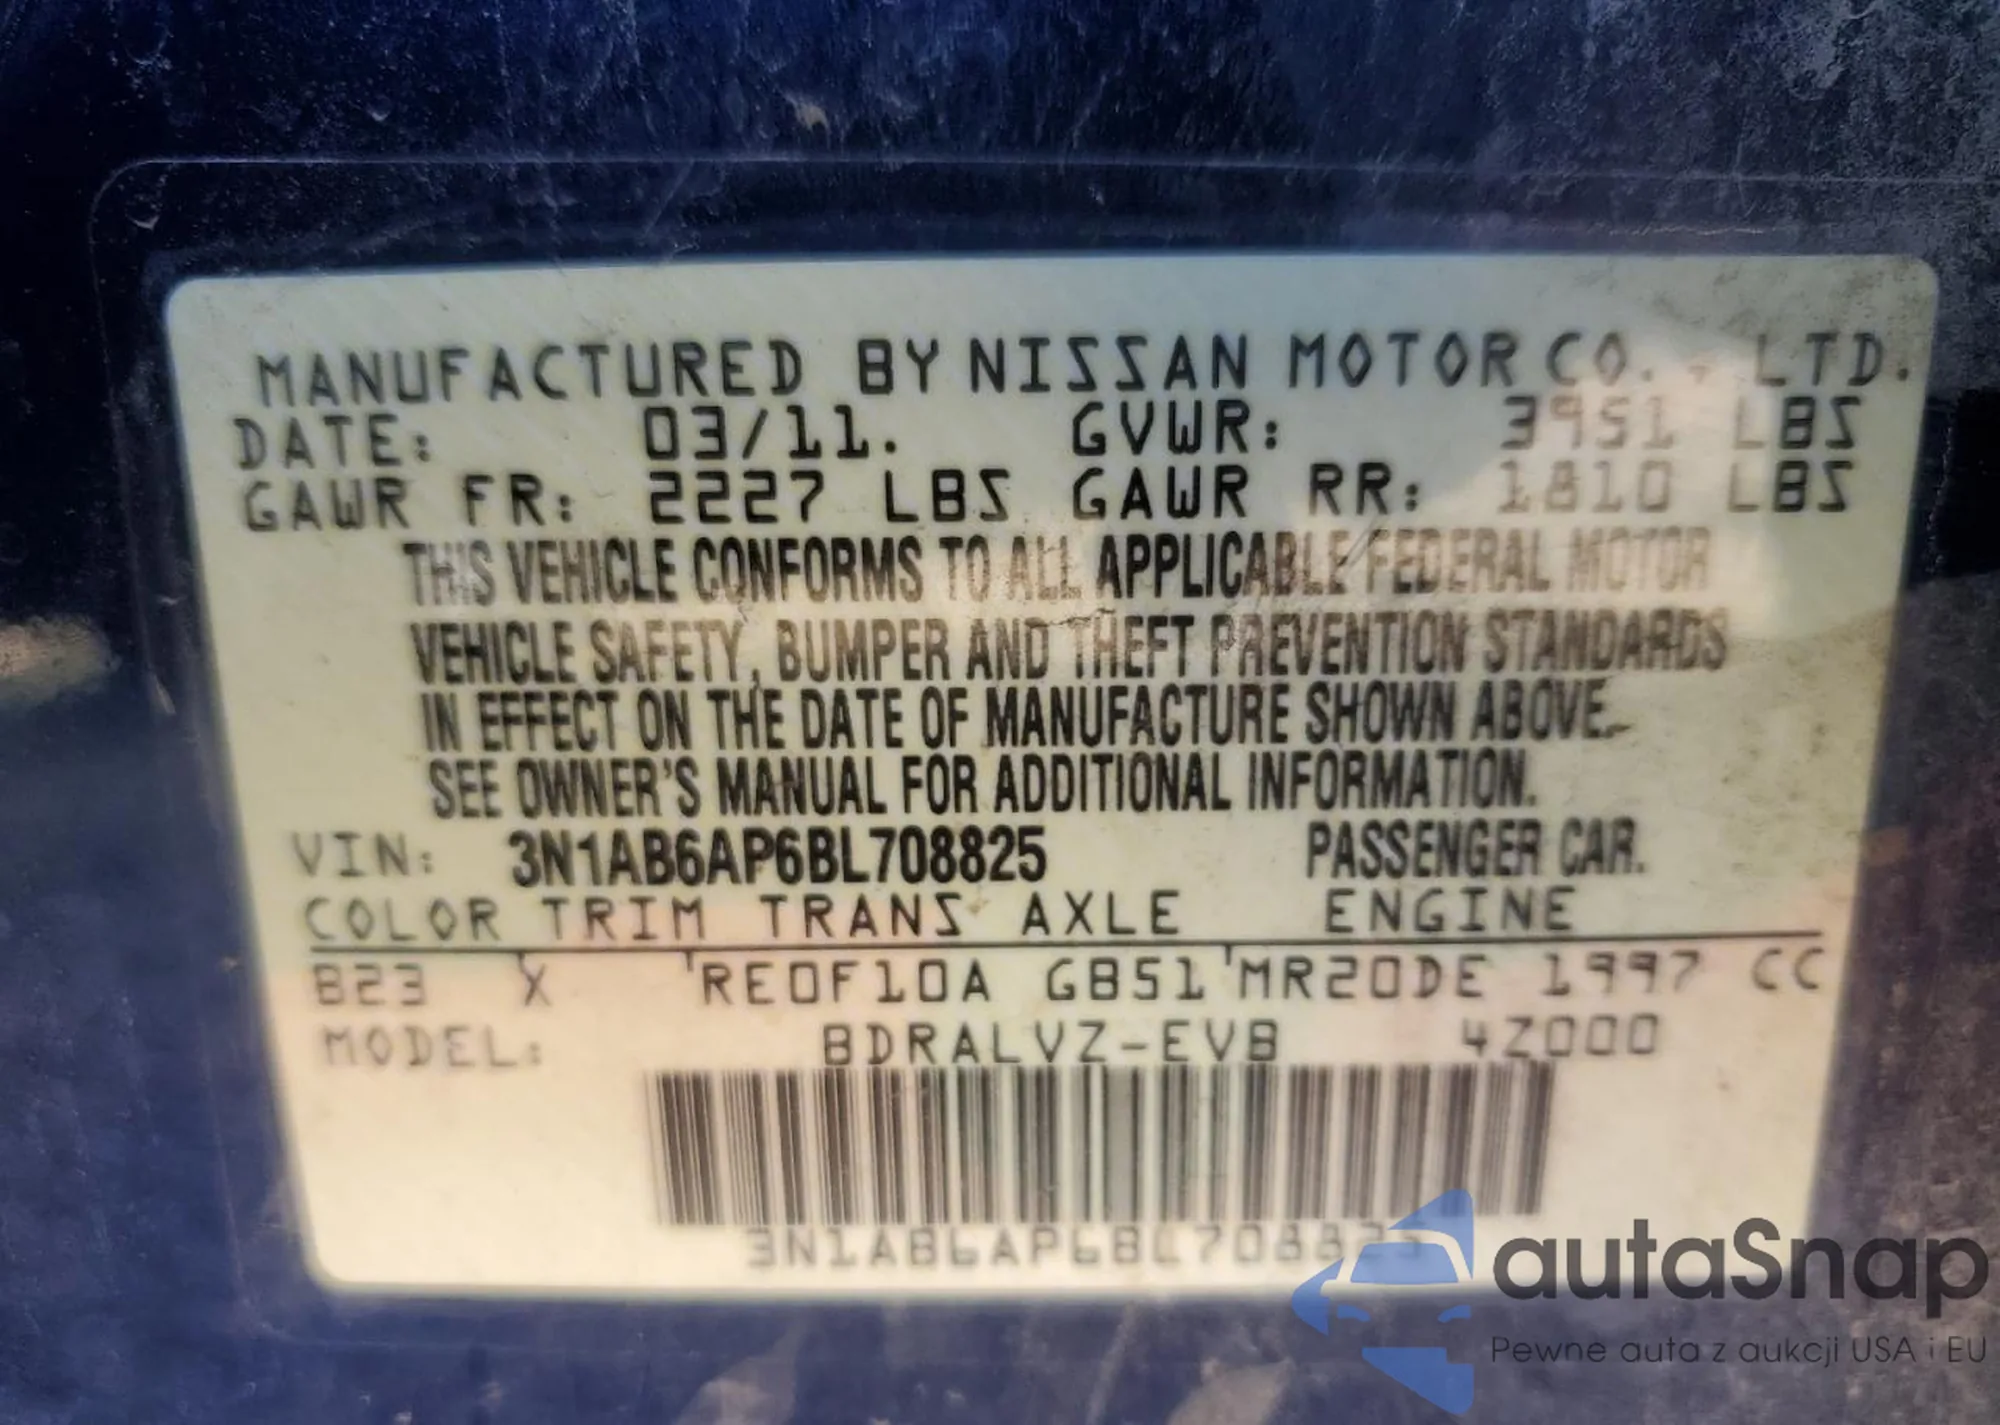 MANUFACTURED BY NISSAN MOTOR CO., LTD.
DATE: 03/11. GVWR: 3951 LBS
GAWR FR: 2227 LBS GAWR RR: 1810 LBS
THIS VEHICLE CONFORMS TO ALL APPLICABLE FEDERAL MOTOR
VEHICLE SAFETY, BUMPER AND THEFT PREVENTION STANDARDS
IN EFFECT ON THE DATE OF MANUFACTURE SHOWN ABOVE.
SEE OWNER'S MANUAL FOR ADDITIONAL INFORMATION.
VIN: 3N1AB6AP6BL708825 PASSENGER CAR.
COLOR TRIM TRANS AXLE ENGINE
B23 X RE0F10A GB51 MR20DE 1997 CC
MODEL: BDRALVZ-EVB 4Z000
3N1AB6AP6BL708825
autaSnap
Pewne auta z aukcji USA i EU